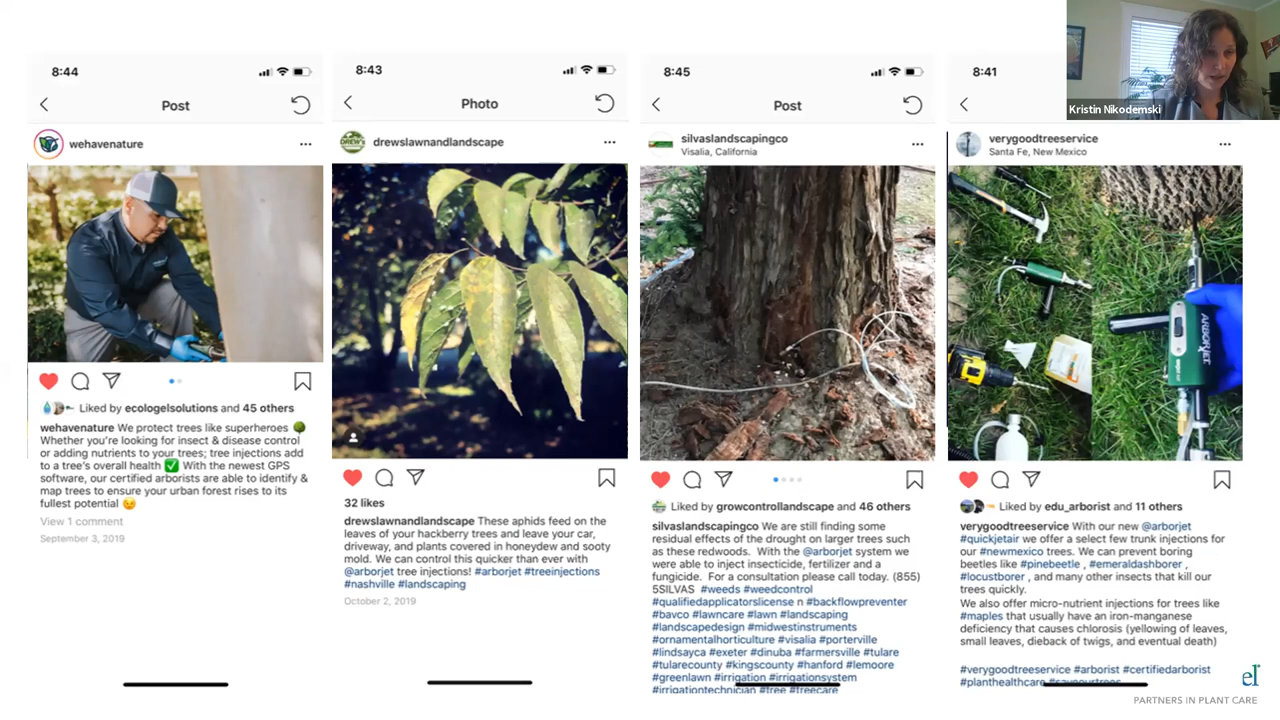 8:44
Post
wehavenature
Liked by ecologelsolutions and 45 others
wehavenature We protect trees like superheroes
Whether you're looking for insect & disease control
or adding nutrients to your trees; tree injections add
to a tree's overall health ✅ With the newest GPS
software, our certified arborists are able to identify &
map trees to ensure your urban forest rises to its
fullest potential
View 1 comment
September 3, 2019
8:43
Photo
DREW'S
drewslawnandlandscape
32 likes
drewslawnandlandscape These aphids feed on the
leaves of your hackberry trees and leave your car,
driveway, and plants covered in honeydew and sooty
mold. We can control this quicker than ever with
@arborjet tree injections! #arborjet #treeinjections
#nashville #landscaping
October 2, 2019
8:45
Post
silvaslandscapingco
Visalia, California
Liked by growcontrollandscape and 46 others
silvaslandscapingco We are still finding some
residual effects of the drought on larger trees such
as these redwoods. With the @arborjet system we
were able to inject insecticide, fertilizer and a
fungicide. For a consultation please call today. (855)
5SILVAS #weeds #weedcontrol
#qualifiedapplicatorslicense n #backflowpreventer
#bavco #lawncare #lawn #landscaping
#landscapedesign #midwestinstruments
#ornamentalhorticulture #visalia #porterville
#lindsayca #exeter #dinuba #farmersville #tulare
#tularecounty #kingscounty #hanford #lemoore
#greenlawn #irrigation #irrigationsystem
#irrigationtechnician #tree #treecare
8:41
verygoodtreeservice
Santa Fe, New Mexico
ARBORJET
Liked by edu_arborist and 11 others
verygoodtreeservice With our new @arborjet
#quickjetair we offer a select few trunk injections for
our #newmexico trees. We can prevent boring
beetles like #pinebeetle , #emeraldashborer ,
#locustborer , and many other insects that kill our
trees quickly.
We also offer micro-nutrient injections for trees like
#maples that usually have an iron-manganese
deficiency that causes chlorosis (yellowing of leaves,
small leaves, dieback of twigs, and eventual death)
#verygoodtreeservice #arborist #certifiedarborist
#planthealthcare #saveourtrees
Kristin Nikodemski
PARTNERS IN PLANT CARE